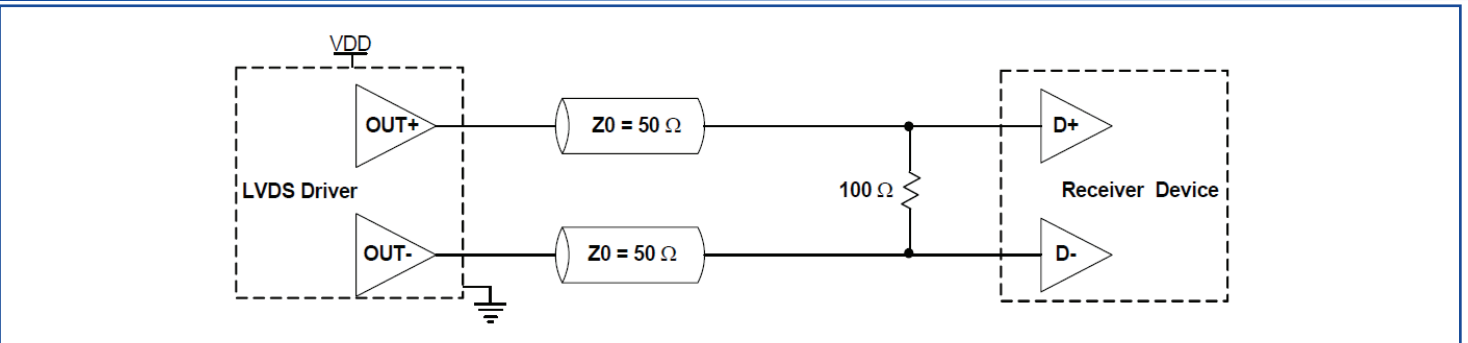 VDD
OUT+
Z0 = 50 Ω
D+
LVDS Driver
100 Ω
Receiver Device
OUT-
Z0 = 50 Ω
D-